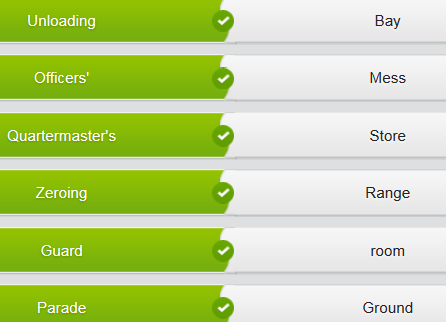 Unloading Bay
Officers' Mess
Quartermaster's Store
Zeroing Range
Guard room
Parade Ground